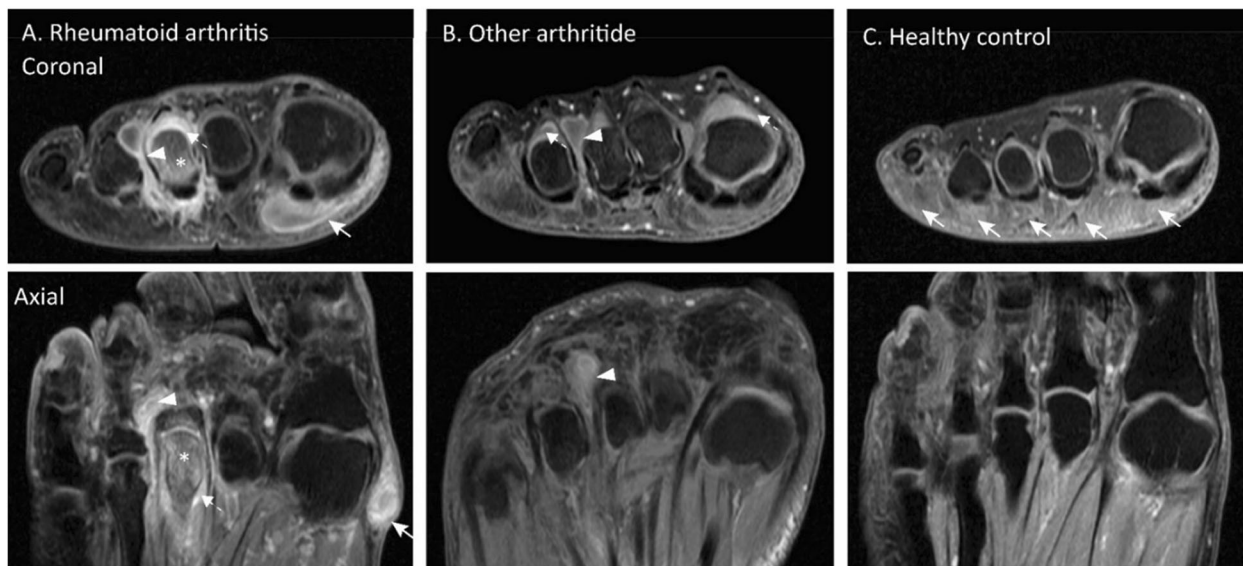 A. Rheumatoid arthritis
Coronal
B. Other arthritide
C. Healthy control
Axial